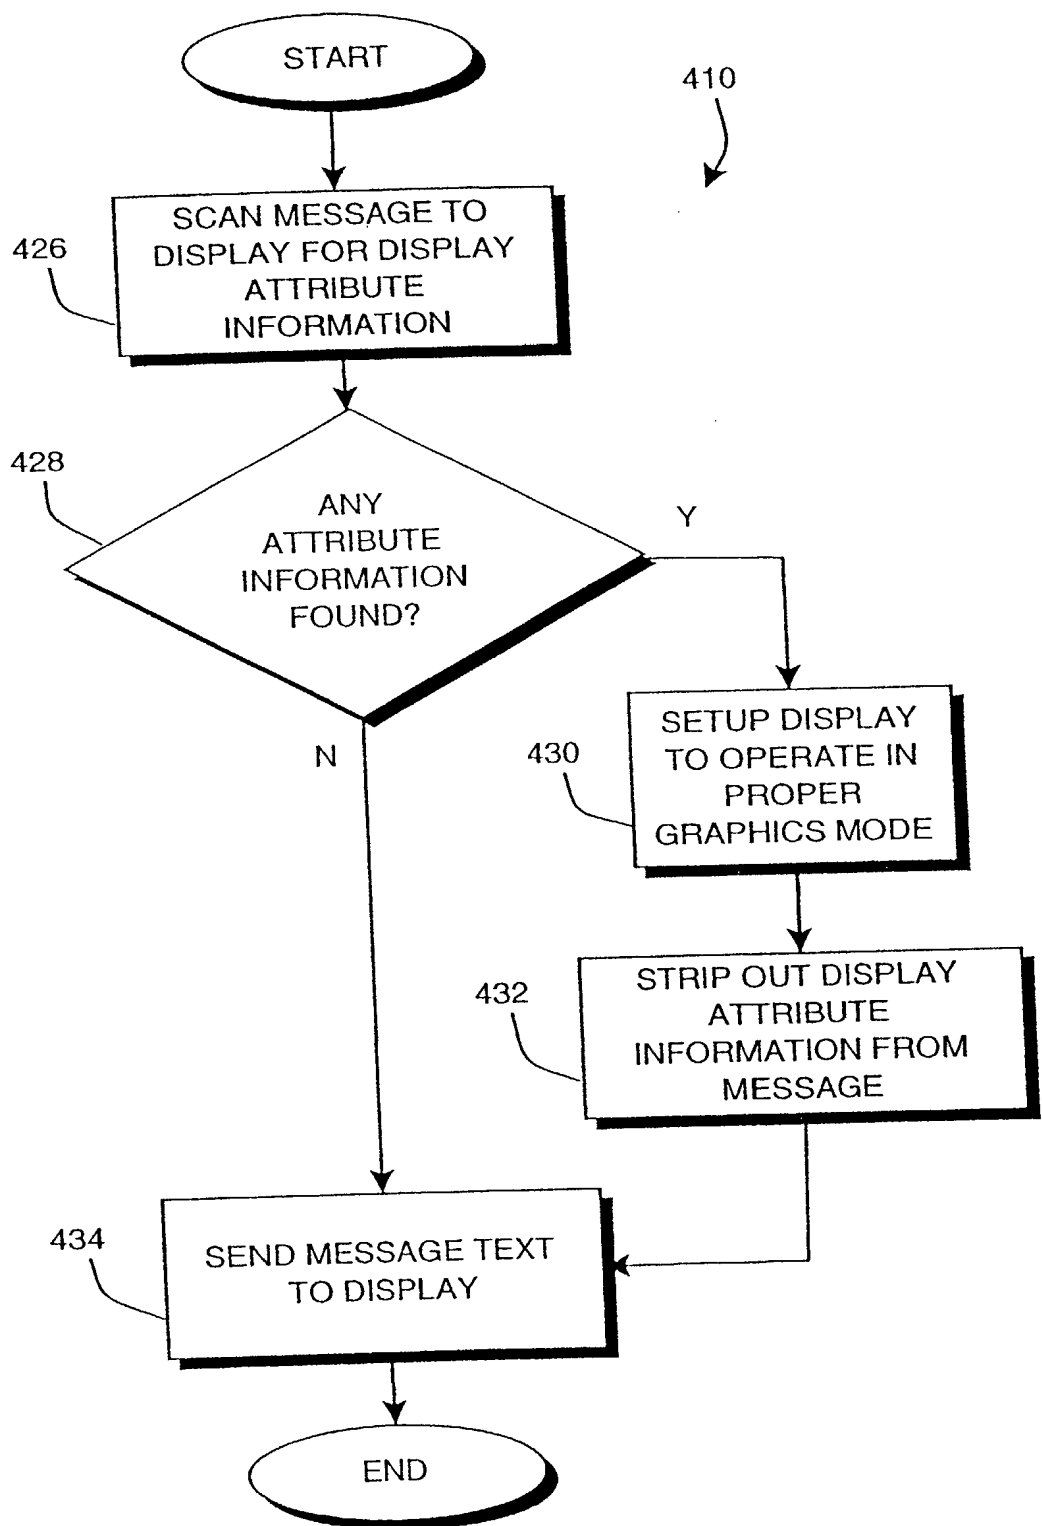 START
410
SCAN MESSAGE TO
DISPLAY FOR DISPLAY
ATTRIBUTE
INFORMATION
426
428
ANY
ATTRIBUTE
INFORMATION
FOUND?
Y
N
430
SETUP DISPLAY
TO OPERATE IN
PROPER
GRAPHICS MODE
432
STRIP OUT DISPLAY
ATTRIBUTE
INFORMATION FROM
MESSAGE
434
SEND MESSAGE TEXT
TO DISPLAY
END